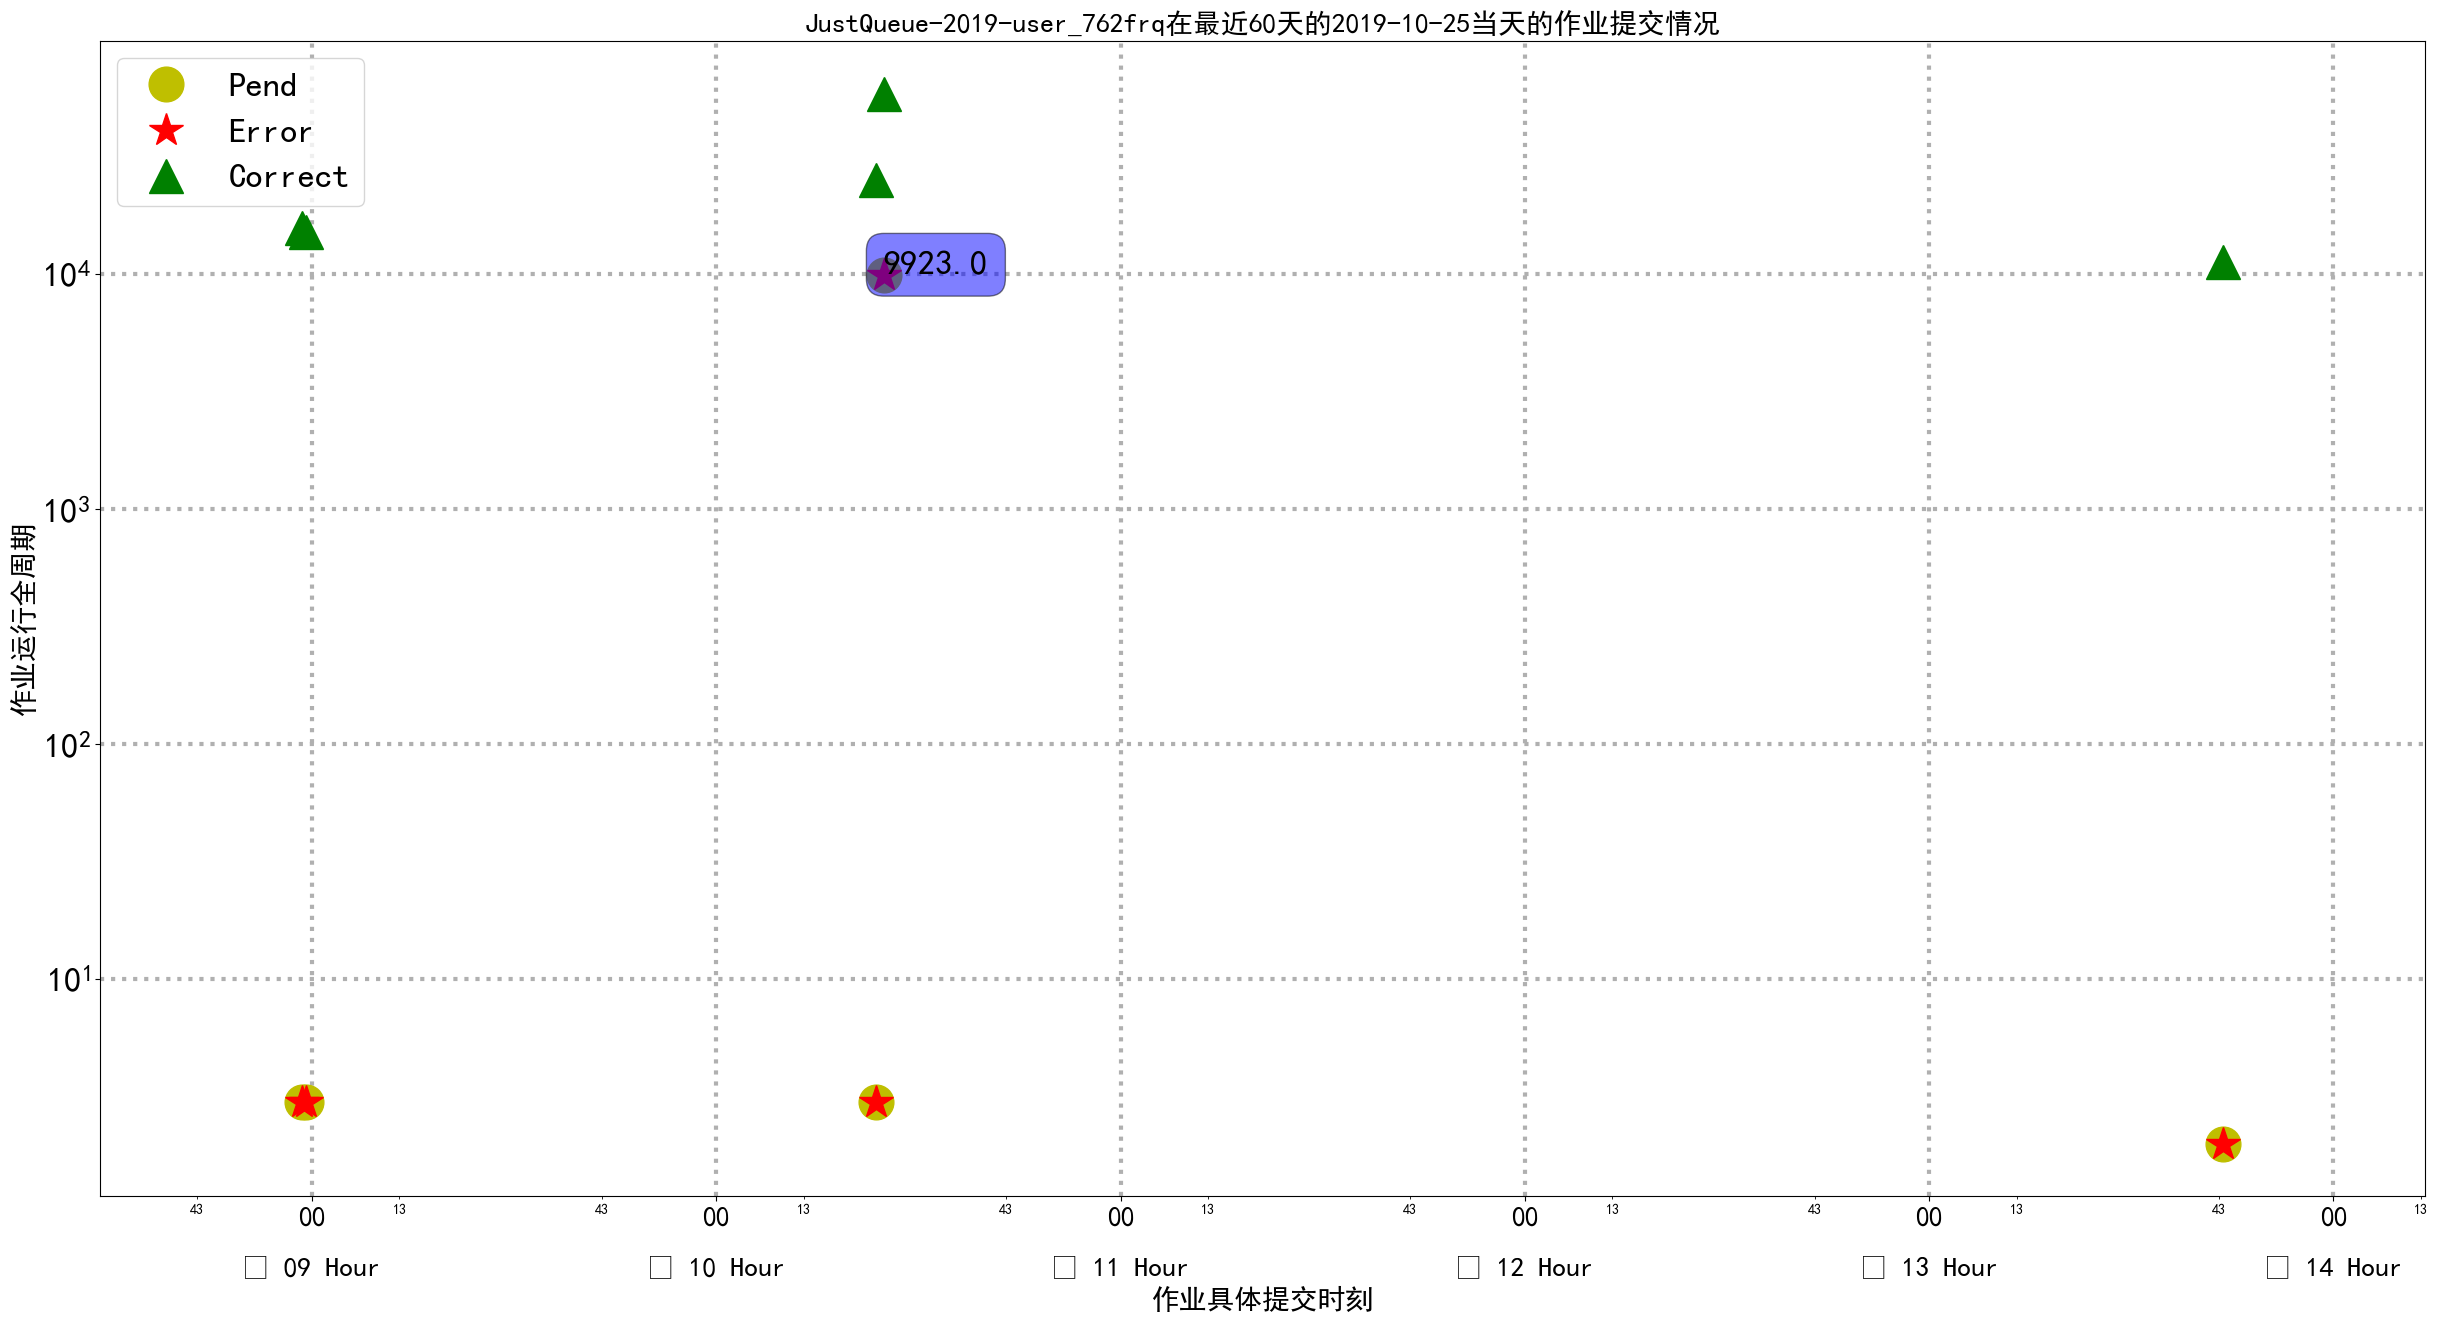 JustQueue-2019-user_762frq在最近60天的2019-10-25当天的作业提交情况
Pend
Error
Correct
9923.0
10⁴
10³
10²
10¹
作业运行全周期
43 00 13 43 00 13 43 00 13 43 00 13 43 00 13 43 00 13
□ 09 Hour □ 10 Hour □ 11 Hour □ 12 Hour □ 13 Hour □ 14 Hour
作业具体提交时刻